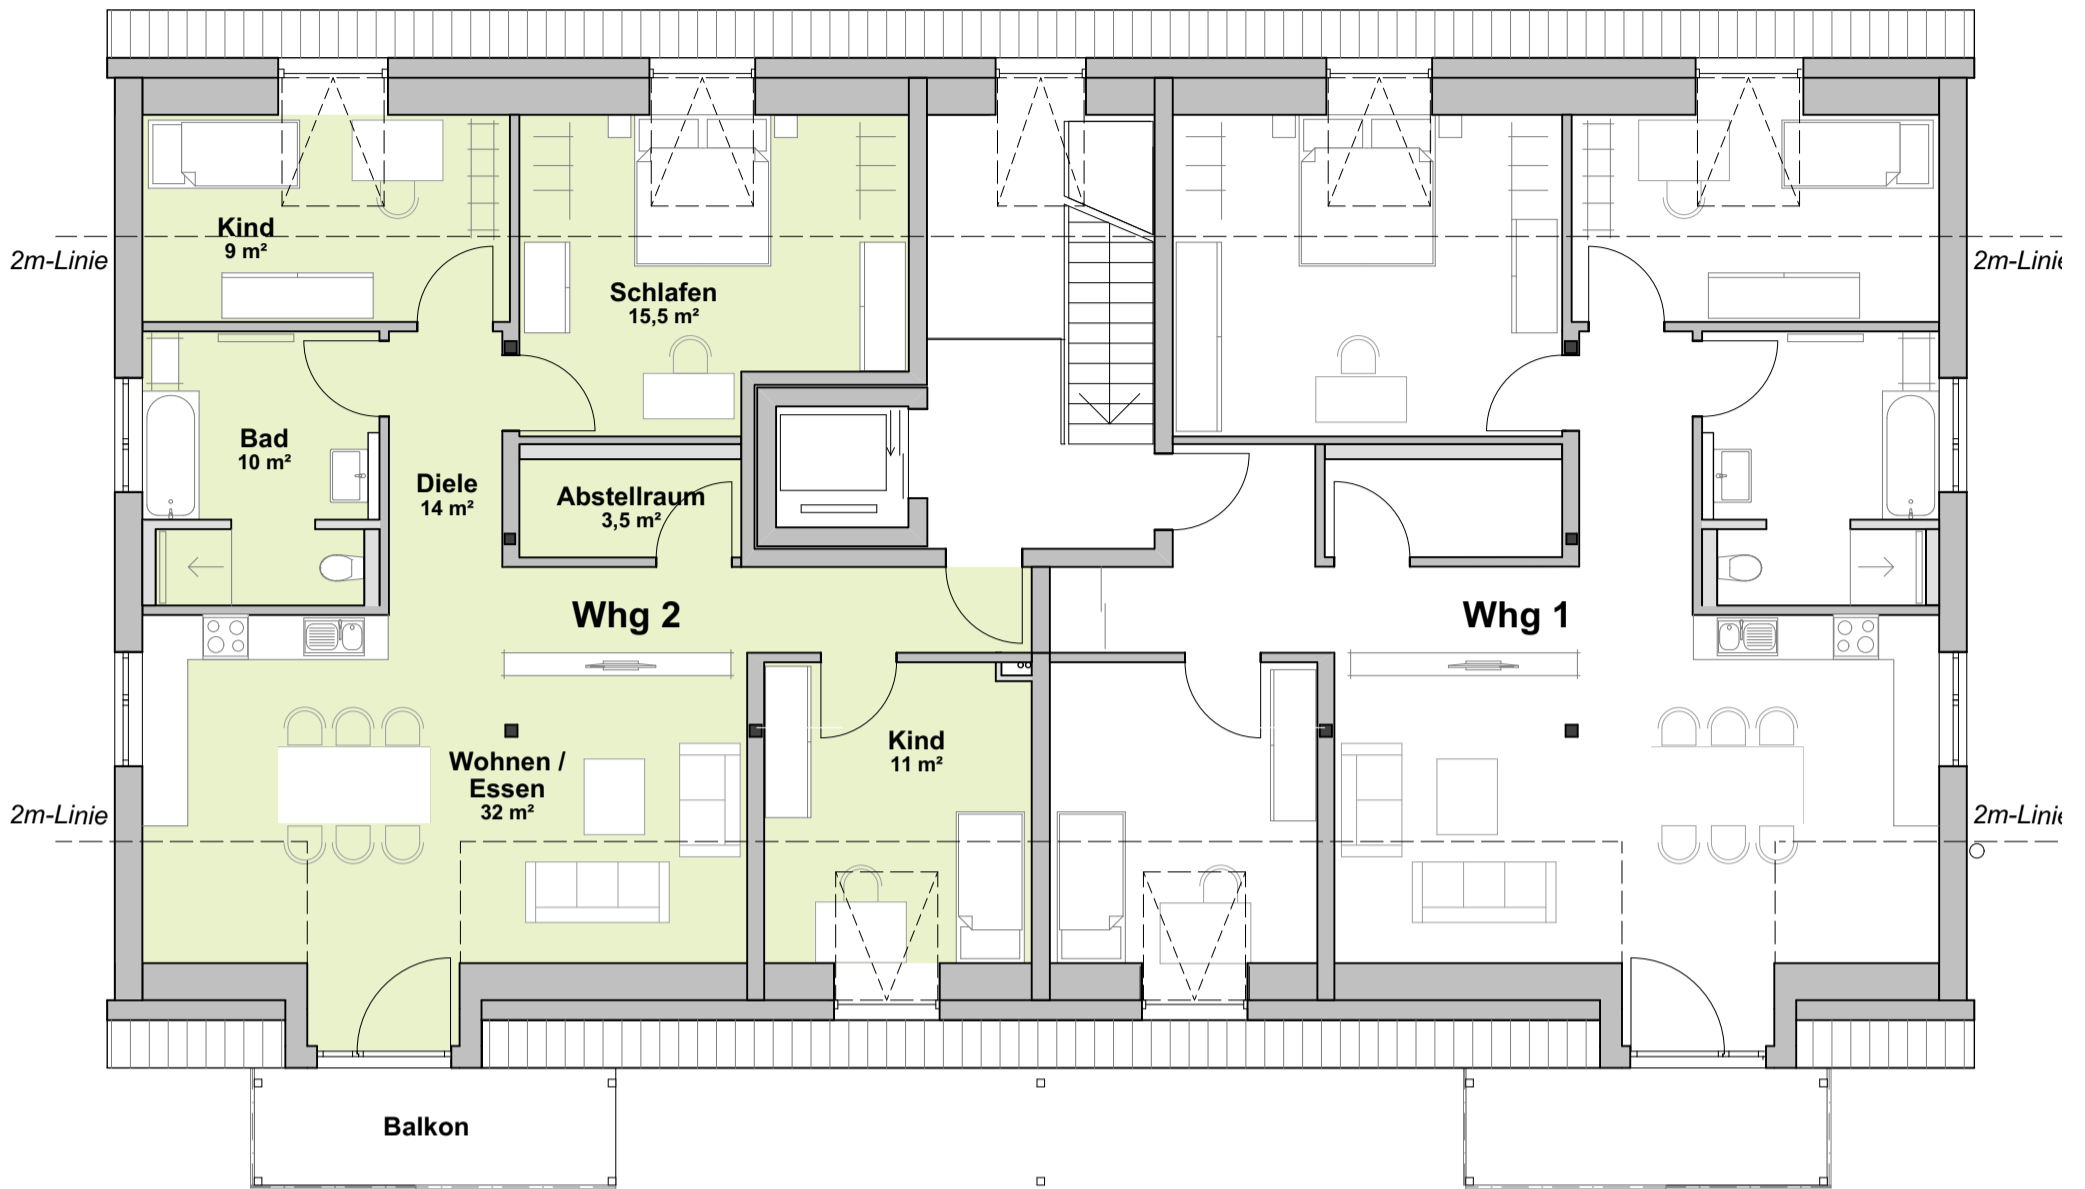 Kind
9 m²
2m-Linie
2m-Linie
Schlafen
15,5 m²
Bad
10 m²
Diele
14 m²
Abstellraum
3,5 m²
Whg 2
Whg 1
Kind
11 m²
Wohnen /
Essen
32 m²
2m-Linie
2m-Linie
Balkon